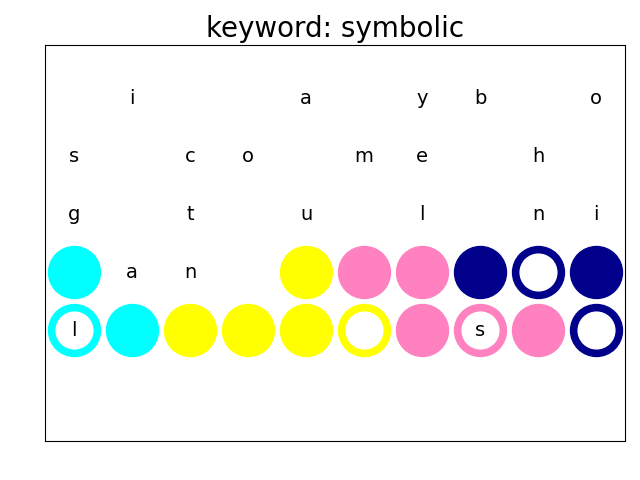 keyword: symbolic
i a y b o
s c o m e h
g t u l n i
a n
l s